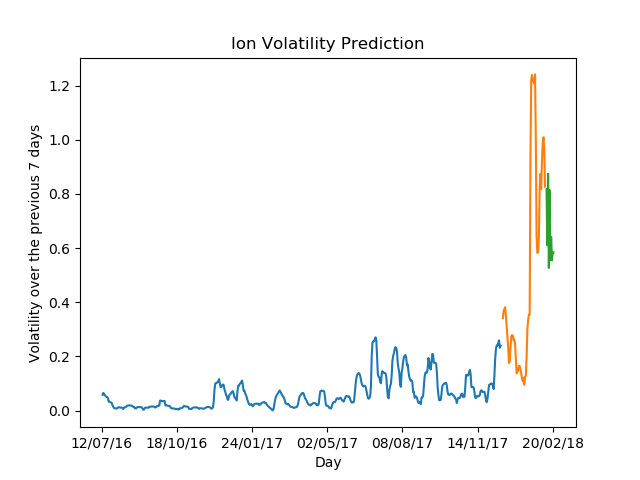 Ion Volatility Prediction
Volatility over the previous 7 days
1.2
1.0
0.8
0.6
0.4
0.2
0.0
12/07/16 18/10/16 24/01/17 02/05/17 08/08/17 14/11/17 20/02/18
Day